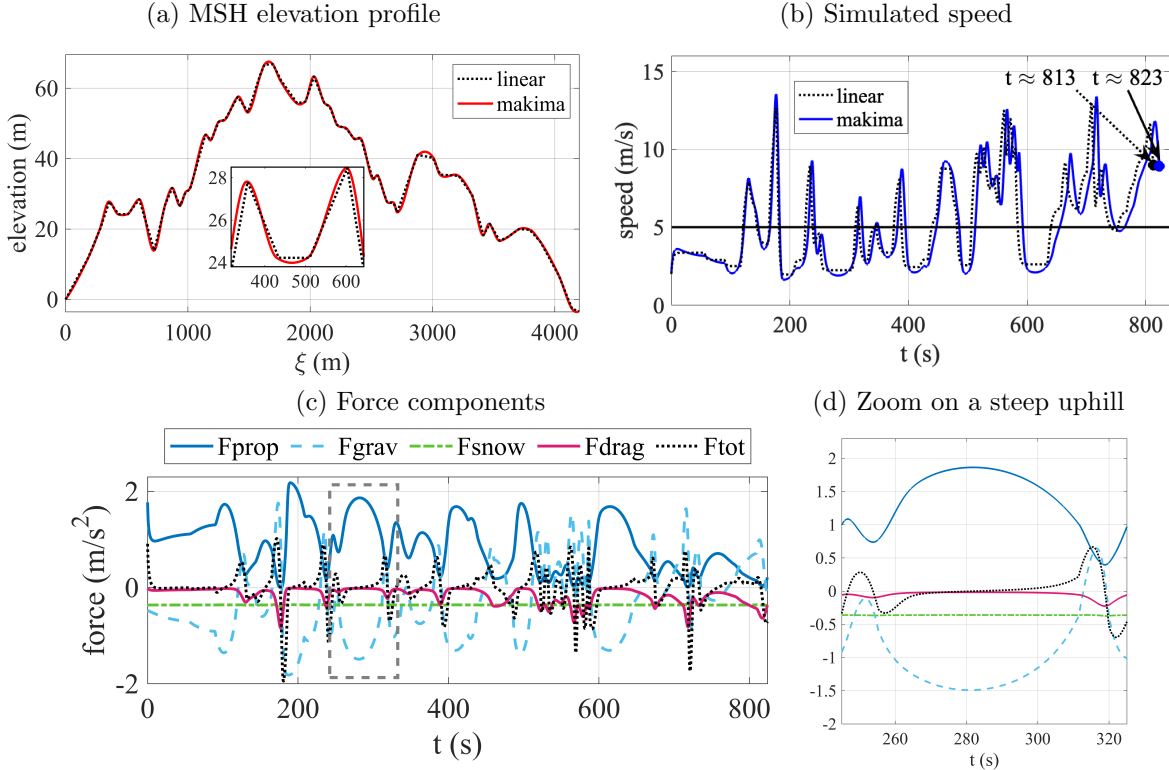 (a) MSH elevation profile
60
40
20
0
elevation (m)
linear
makima
28
26
24
400
500
600
0
1000
2000
3000
4000
ξ (m)
(b) Simulated speed
15
10
5
0
speed (m/s)
linear
makima
t ≈ 813
t ≈ 823
0
200
400
600
800
t (s)
(c) Force components
Fprop
Fgrav
Fsnow
Fdrag
Ftot
2
0
-2
force (m/s²)
0
200
400
600
800
t (s)
(d) Zoom on a steep uphill
2
1.5
1
0.5
0
-0.5
-1
-1.5
-2
260
280
300
320
t (s)